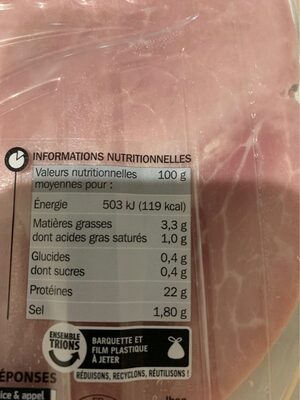 INFORMATIONS NUTRITIONNELLES
Valeurs nutritionnelles 100 g
moyennes pour :
Énergie 503 kJ (119 kcal)
Matières grasses 3,3 g
dont acides gras saturés 1,0 g
Glucides 0,4 g
dont sucres 0,4 g
Protéines 22 g
Sel 1,80 g
ENSEMBLE TRIONS
BARQUETTE ET
FILM PLASTIQUE
À JETER
RÉDUISONS, RECYCLONS, RÉUTILISONS !
ÉPONSES
ice & appel